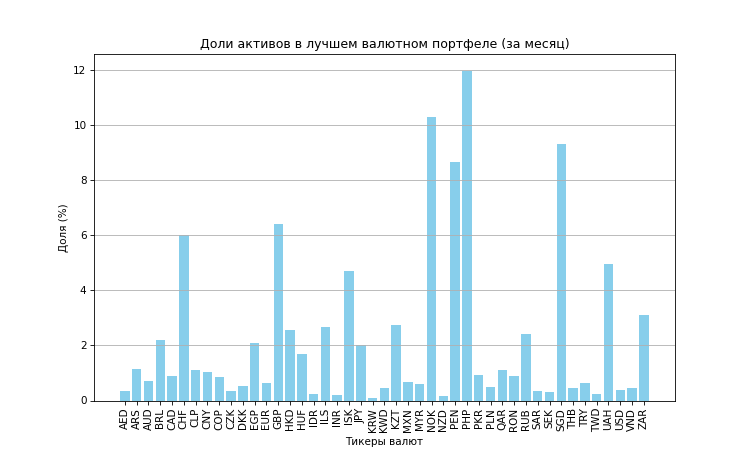 Доли активов в лучшем валютном портфеле (за месяц)
Доля (%)
12
10
8
6
4
2
0
AED ARS AUD BRL CAD CHF CLP CNY COP CZK DKK EGP EUR GBP HKD HUF IDR ILS INR ISK JPY KRW KWD KZT MXN MYR NOK NZD PEN PHP PKR PLN QAR RON RUB SAR SEK SGD THB TRY TWD UAH USD VND ZAR
Тикеры валют